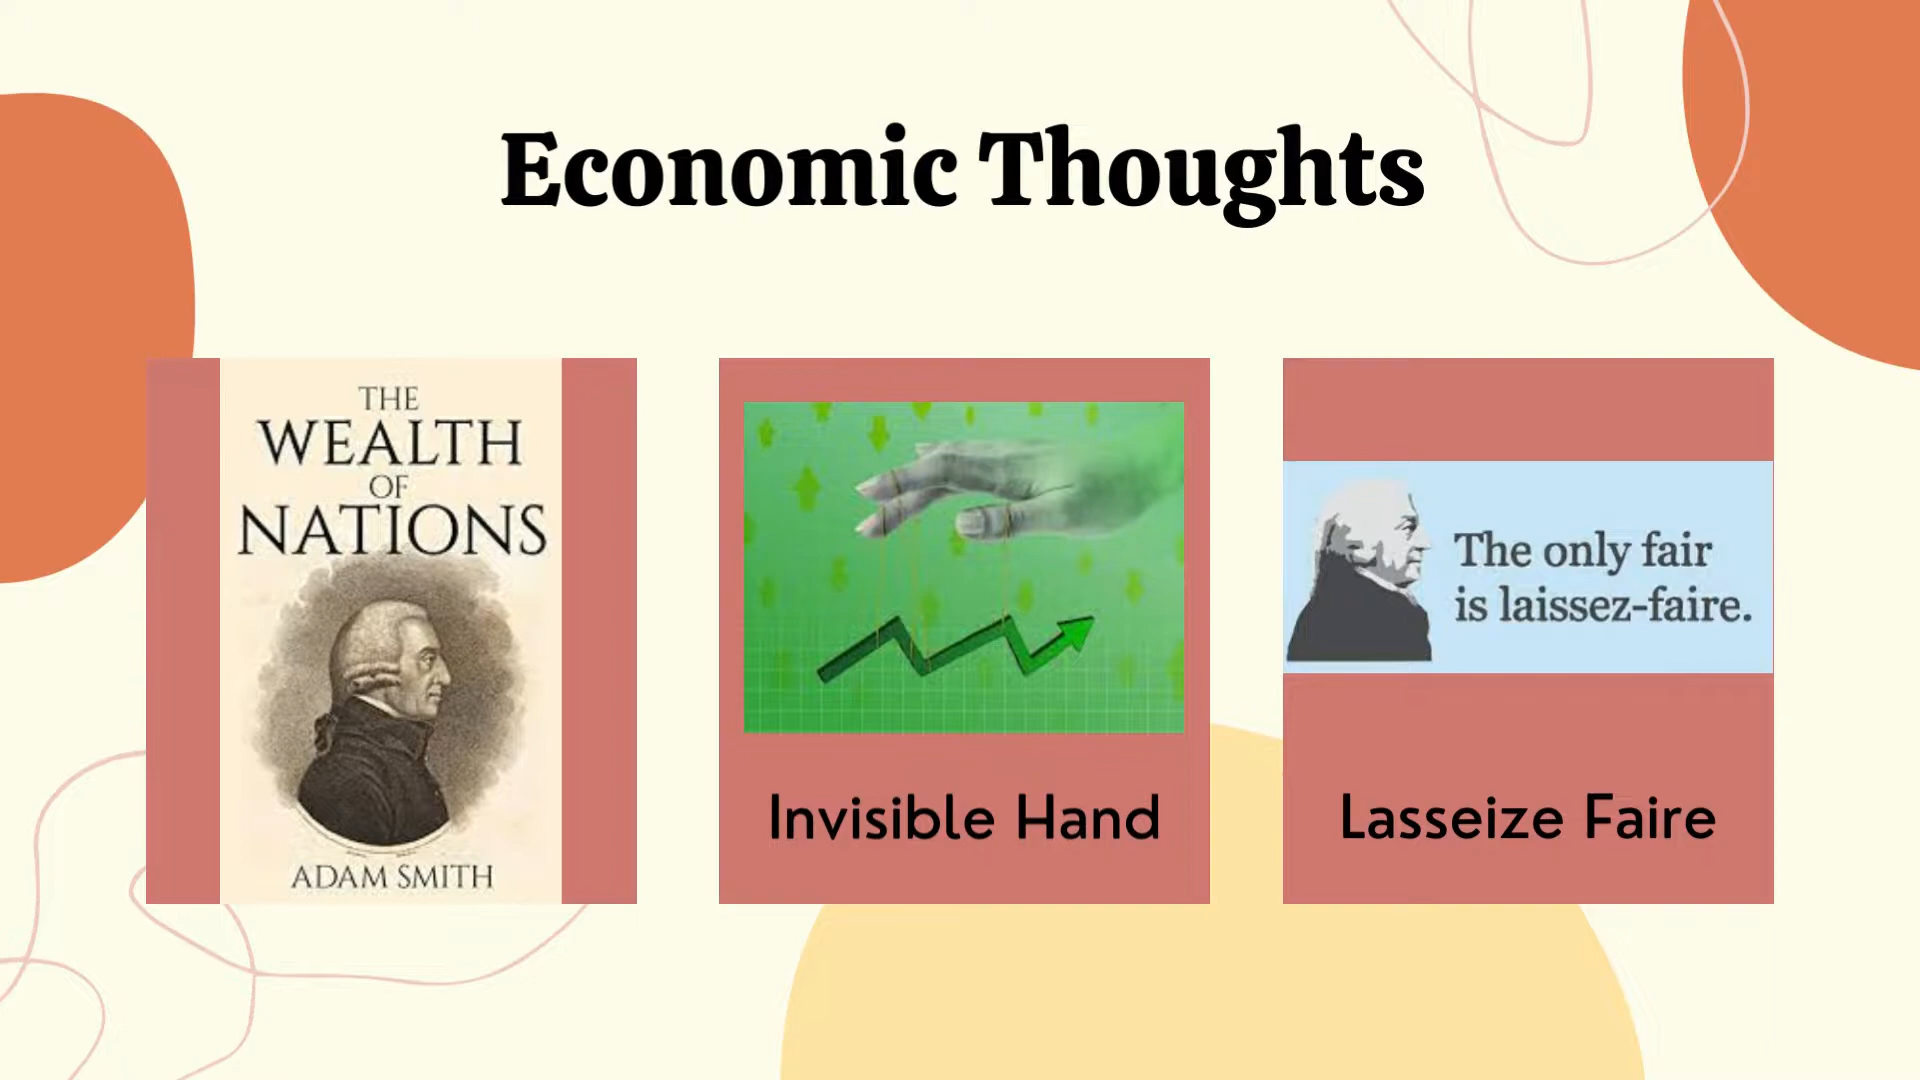 Economic Thoughts
THE
WEALTH
OF
NATIONS
ADAM SMITH
Invisible Hand
The only fair
is laissez-faire.
Lasseize Faire